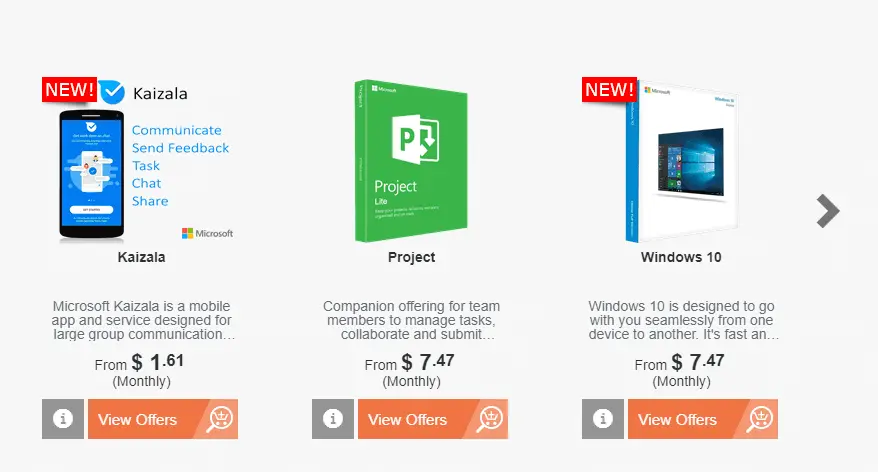 NEW!
Kaizala
Communicate
Send Feedback
Task
Chat
Share
Microsoft
Kaizala
Microsoft Kaizala is a mobile
app and service designed for
large group communication…
From $ 1.61
(Monthly)
View Offers
Microsoft
Project
Lite
Project
Companion offering for team
members to manage tasks,
collaborate and submit…
From $ 7.47
(Monthly)
View Offers
NEW!
Microsoft
Windows 10
Windows 10
Windows 10 is designed to go
with you seamlessly from one
device to another. It's fast an…
From $ 7.47
(Monthly)
View Offers